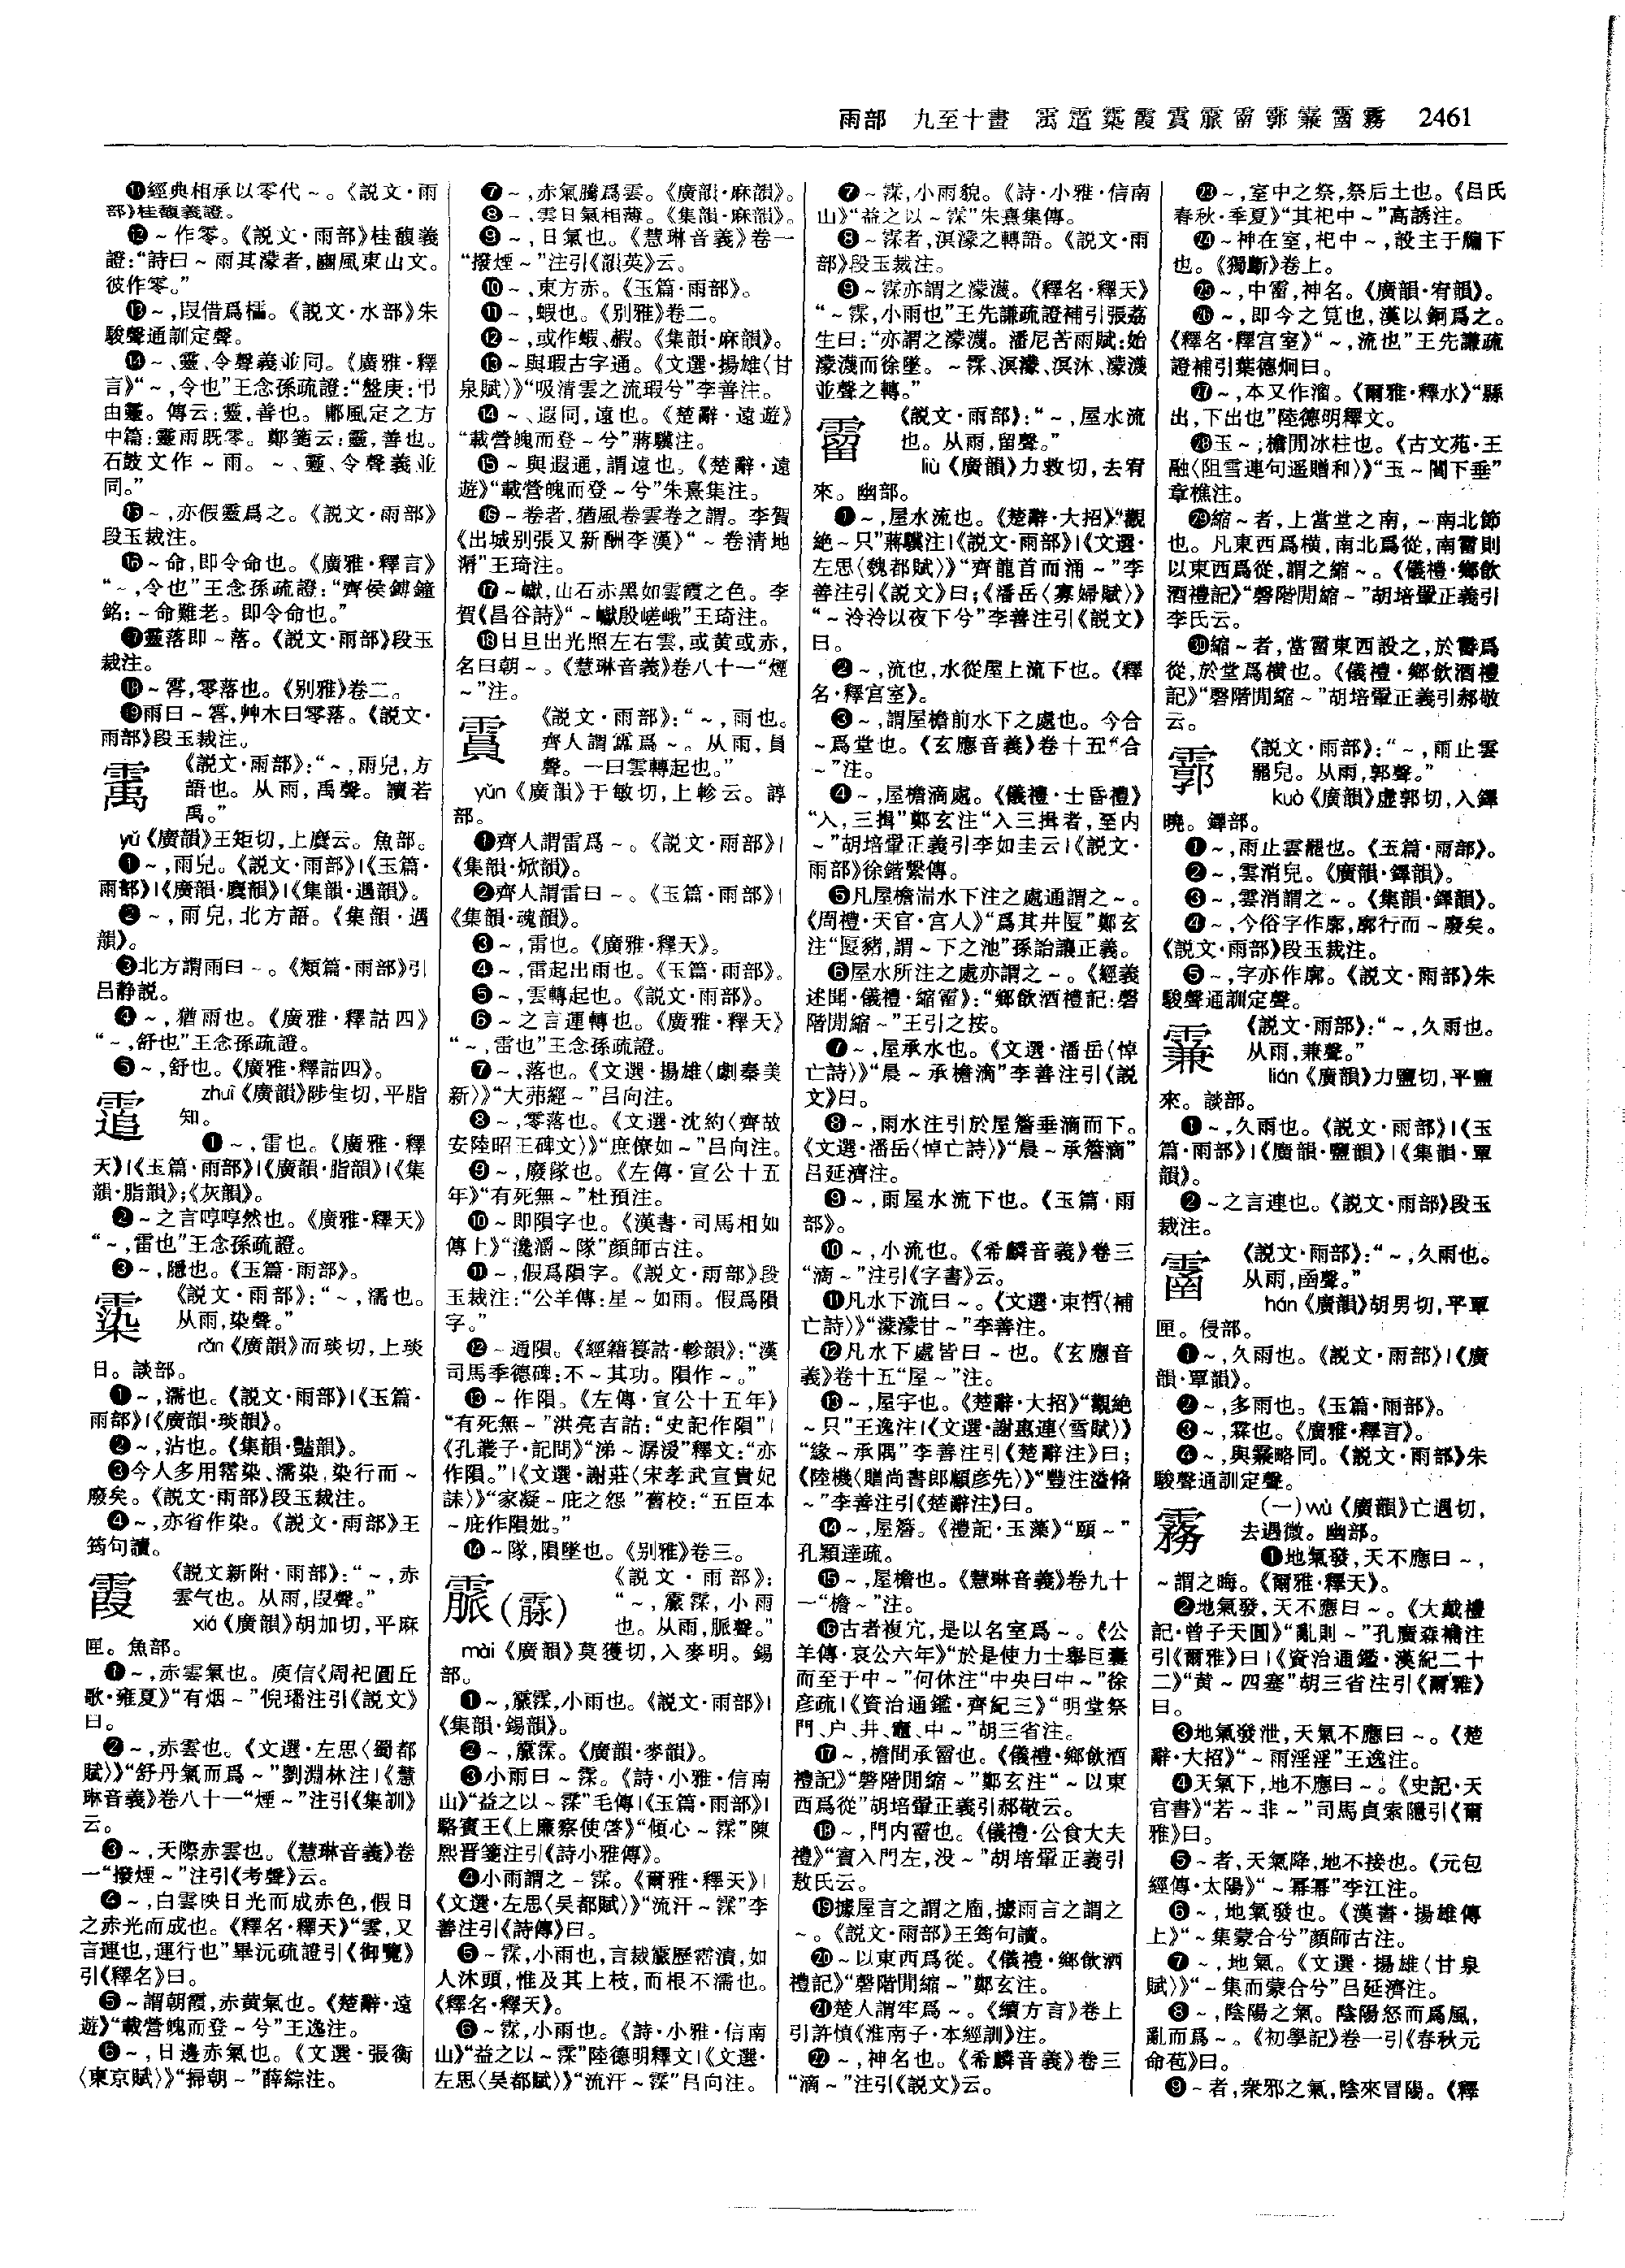 雨部 九至十畫 䨞䨨䨛霞霣霢霤霩䨬䨡霧 2461
⓫經典相承以零代～。《説文·雨
部》桂馥義證。
⓬～作零。《説文·雨部》桂馥義
證:“詩曰～雨其濛者,豳風東山文。
彼作零。”
⓭～,叚借爲櫺。《説文·水部》朱
駿聲通訓定聲。
⓮～、靈、令聲義並同。《廣雅·釋
言》“～,令也”王念孫疏證:“盤庚:弔
由靈。傳云:靈,善也。鄘風定之方
中篇:靈雨既零。鄭箋云:靈,善也。
石鼓文作～雨。～、靈、令聲義並
同。”
⓯～,亦假靈爲之。《説文·雨部》
段玉裁注。
⓰～命,即令命也。《廣雅·釋言》
“～,令也”王念孫疏證:“齊侯鎛鐘
銘:～命難老。即令命也。”
⓱靈落即～落。《説文·雨部》段玉
裁注。
⓲～䨩,零落也。《别雅》卷二。
⓳雨曰～䨩,艸木曰零落。《説文·
雨部》段玉裁注。
《説文·雨部》:“～,雨皃,方
語也。从雨,禹聲。讀若
禹。”
yǔ《廣韻》王矩切,上麌云。魚部。
❶～,雨皃。《説文·雨部》|《玉篇·
雨部》|《廣韻·麌韻》|《集韻·遇韻》。
❷～,雨皃,北方語。《集韻·遇
韻》。
❸北方謂雨曰～。《類篇·雨部》引
吕静説。
❹～,猶雨也。《廣雅·釋詁四》
“～,舒也”王念孫疏證。
❺～,舒也。《廣雅·釋詁四》。
zhuī《廣韻》陟隹切,平脂
知。
❶～,雷也。《廣雅·釋
天》|《玉篇·雨部》|《廣韻·脂韻》|《集
韻·脂韻》;《灰韻》。
❷～之言啍啍然也。《廣雅·釋天》
“～,雷也”王念孫疏證。
❸～,隱也。《玉篇·雨部》。
《説文·雨部》:“～,濡也。
从雨,染聲。”
rǎn《廣韻》而琰切,上琰
日。談部。
❶～,濡也。《説文·雨部》|《玉篇·
雨部》|《廣韻·琰韻》。
❷～,沾也。《集韻·豔韻》。
❸今人多用霑染、濡染,染行而～
廢矣。《説文·雨部》段玉裁注。
❹～,亦省作染。《説文·雨部》王
筠句讀。
霞
《説文新附·雨部》:“～,赤
雲气也。从雨,叚聲。”
xiá《廣韻》胡加切,平麻
匣。魚部。
❶～,赤雲氣也。庾信《周祀圓丘
歌·雍夏》“有烟～”倪璠注引《説文》
曰。
❷～,赤雲也。《文選·左思〈蜀都
賦〉》“舒丹氣而爲～”劉淵林注|《慧
琳音義》卷八十一“煙～”注引《集訓》
云。
❸～,天際赤雲也。《慧琳音義》卷
一“撥煙～”注引《考聲》云。
❹～,白雲映日光而成赤色,假日
之赤光而成也。《釋名·釋天》“雲,又
言運也,運行也”畢沅疏證引《御覽》
引《釋名》曰。
❺～謂朝霞,赤黄氣也。《楚辭·遠
遊》“載營魄而登～兮”王逸注。
❻～,日邊赤氣也。《文選·張衡
〈東京賦〉》“掃朝～”薛綜注。
❼～,亦氣騰爲雲。《廣韻·麻韻》。
❽～,雲日氣相薄。《集韻·麻韻》。
❾～,日氣也。《慧琳音義》卷一
“撥煙～”注引《韻英》云。
❿～,東方赤。《玉篇·雨部》。
⓫～,蝦也。《别雅》卷二。
⓬～,或作蝦、赮。《集韻·麻韻》。
⓭～與瑕古字通。《文選·揚雄〈甘
泉賦〉》“吸清雲之流瑕兮”李善注。
⓮～、遐同,遠也。《楚辭·遠遊》
“載營魄而登～兮”蔣驥注。
⓯～與遐通,謂遠也。《楚辭·遠
遊》“載營魄而登～兮”朱熹集注。
⓰～卷者,猶風卷雲卷之謂。李賀
《出城别張又新酬李漢》“～卷清地
漘”王琦注。
⓱～巘,山石赤黑如雲霞之色。李
賀《昌谷詩》“～巘殷嵯峨”王琦注。
⓲日旦出光照左右雲,或黄或赤,
名曰朝～。《慧琳音義》卷八十一“煙
～”注。
霣
《説文·雨部》:“～,雨也。
齊人謂靁爲～。从雨,員
聲。一曰雲轉起也。”
yǔn《廣韻》于敏切,上軫云。諄
部。
❶齊人謂雷爲～。《説文·雨部》|
《集韻·焮韻》。
❷齊人謂雷曰～。《玉篇·雨部》|
《集韻·魂韻》。
❸～,雷也。《廣雅·釋天》。
❹～,雷起出雨也。《玉篇·雨部》。
❺～,雲轉起也。《説文·雨部》。
❻～之言運轉也。《廣雅·釋天》
“～,雷也”王念孫疏證。
❼～,落也。《文選·揚雄〈劇秦美
新〉》“大茀經～”吕向注。
❽～,零落也。《文選·沈約〈齊故
安陸昭王碑文〉》“庶僚如～”吕向注。
❾～,廢隊也。《左傳·宣公十五
年》“有死無～”杜預注。
❿～即隕字也。《漢書·司馬相如
傳上》“瀺灂～隊”顔師古注。
⓫～,假爲隕字。《説文·雨部》段
玉裁注:“公羊傳:星～如雨。假爲隕
字。”
⓬～通隕。《經籍籑詁·軫韻》:“漢
司馬季德碑:不～其功。隕作～。”
⓭～作隕。《左傳·宣公十五年》
“有死無～”洪亮吉詁:“史記作隕”|
《孔叢子·記問》“涕～潺湲”釋文:“亦
作隕。”|《文選·謝莊〈宋孝武宣貴妃
誄〉》“家凝～庇之怨”舊校:“五臣本
～庇作隕妣。”
⓮～隊,隕墜也。《别雅》卷三。
䘑(霢)
《説文·雨部》:
“～,霢霂,小雨
也。从雨,脈聲。”
mài《廣韻》莫獲切,入麥明。錫
部。
❶～,霢霂,小雨也。《説文·雨部》|
《集韻·錫韻》。
❷～,霢霂。《廣韻·麥韻》。
❸小雨曰～霂。《詩·小雅·信南
山》“益之以～霂”毛傳|《玉篇·雨部》|
駱賓王《上廉察使啓》“傾心～霂”陳
熙晋箋注引《詩小雅傳》。
❹小雨謂之～霂。《爾雅·釋天》|
《文選·左思〈吴都賦〉》“流汗～霂”李
善注引《詩傳》曰。
❺～霂,小雨也,言裁霢歷霑漬,如
人沐頭,惟及其上枝,而根不濡也。
《釋名·釋天》。
❻～霂,小雨也。《詩·小雅·信南
山》“益之以～霂”陸德明釋文|《文選·
左思〈吴都賦〉》“流汗～霂”吕向注。
❼～霂,小雨貌。《詩·小雅·信南
山》“益之以～霂”朱熹集傳。
❽～霂者,溟濛之轉語。《説文·雨
部》段玉裁注。
❾～霂亦謂之濛濊。《釋名·釋天》
“～霂,小雨也”王先謙疏證補引張荔
生曰:“亦謂之濛濊。潘尼苦雨賦:始
濛濊而徐墜。～霂、溟濛、溟沐、濛濊
並聲之轉。”
霤
《説文·雨部》:“～,屋水流
也。从雨,留聲。”
liù《廣韻》力救切,去宥
來。幽部。
❶～,屋水流也。《楚辭·大招》“觀
絶～只”蔣驥注|《説文·雨部》|《文選·
左思〈魏都賦〉》“齊龍首而涌～”李
善注引《説文》曰;《潘岳〈寡婦賦〉》
“～泠泠以夜下兮”李善注引《説文》
曰。
❷～,流也,水從屋上流下也。《釋
名·釋宫室》。
❸～,謂屋檐前水下之處也。今合
～爲堂也。《玄應音義》卷十五“合
～”注。
❹～,屋檐滴處。《儀禮·士昏禮》
“入,三揖”鄭玄注“入三揖者,至内
～”胡培翬正義引李如圭云|《説文·
雨部》徐鍇繫傳。
❺凡屋檐湍水下注之處通謂之～。
《周禮·天官·宫人》“爲其井匽”鄭玄
注“匽豬,謂～下之池”孫詒讓正義。
❻屋水所注之處亦謂之～。《經義
述聞·儀禮·縮霤》:“鄉飲酒禮記:磬
階閒縮～”王引之按。
❼～,屋承水也。《文選·潘岳〈悼
亡詩〉》“晨～承檐滴”李善注引《説
文》曰。
❽～,雨水注引於屋簷垂滴而下。
《文選·潘岳〈悼亡詩〉》“晨～承簷滴”
吕延濟注。
❾～,雨屋水流下也。《玉篇·雨
部》。
❿～,小流也。《希麟音義》卷三
“滴～”注引《字書》云。
⓫凡水下流曰～。《文選·束晳〈補
亡詩〉》“濛濛甘～”李善注。
⓬凡水下處皆曰～也。《玄應音
義》卷十五“屋～”注。
⓭～,屋宇也。《楚辭·大招》“觀絶
～只”王逸注|《文選·謝惠連〈雪賦〉》
“緣～承隅”李善注引《楚辭注》曰;
《陸機〈贈尚書郎顧彦先〉》“豐注溢脩
～”李善注引《楚辭注》曰。
⓮～,屋簷。《禮記·玉藻》“頤～”
孔穎達疏。
⓯～,屋檐也。《慧琳音義》卷九十
一“檐～”注。
⓰古者複宂,是以名室爲～。《公
羊傳·哀公六年》“於是使力士舉巨囊
而至于中～”何休注“中央曰中～”徐
彦疏|《資治通鑑·齊紀三》“明堂祭
門、户、井、竈、中～”胡三省注。
⓱～,檐間承霤也。《儀禮·鄉飲酒
禮記》“磬階閒縮～”鄭玄注“～以東
西爲從”胡培翬正義引郝敬云。
⓲～,門内霤也。《儀禮·公食大夫
禮》“賓入門左,没～”胡培翬正義引
敖氏云。
⓳據屋言之謂之庿,據雨言之謂之
～。《説文·雨部》王筠句讀。
⓴～以東西爲從。《儀禮·鄉飲酒
禮記》“磬階閒縮～”鄭玄注。
㉑楚人謂牢爲～。《續方言》卷上
引許慎《淮南子·本經訓》注。
㉒～,神名也。《希麟音義》卷三
“滴～”注引《説文》云。
㉓～,室中之祭,祭后土也。《吕氏
春秋·季夏》“其祀中～”高誘注。
㉔～神在室,祀中～,設主于牖下
也。《獨斷》卷上。
㉕～,中霤,神名。《廣韻·宥韻》。
㉖～,即今之筧也,漢以銅爲之。
《釋名·釋宫室》“～,流也”王先謙疏
證補引葉德炯曰。
㉗～,本又作溜。《爾雅·釋水》“縣
出,下出也”陸德明釋文。
㉘玉～;檐閒冰柱也。《古文苑·王
融〈阻雪連句遥贈和〉》“玉～閣下垂”
章樵注。
㉙縮～者,上當堂之南,～南北節
也。凡東西爲横,南北爲從,南霤則
以東西爲從,謂之縮～。《儀禮·鄉飲
酒禮記》“磬階閒縮～”胡培翬正義引
李氏云。
㉚縮～者,當霤東西設之,於霤爲
從,於堂爲横也。《儀禮·鄉飲酒禮
記》“磬階閒縮～”胡培翬正義引郝敬
云。
霩
《説文·雨部》:“～,雨止雲
罷皃。从雨,郭聲。”
kuò《廣韻》虚郭切,入鐸
曉。鐸部。
❶～,雨止雲罷也。《玉篇·雨部》。
❷～,雲消皃。《廣韻·鐸韻》。
❸～,雲消謂之～。《集韻·鐸韻》。
❹～,今俗字作廓,廓行而～廢矣。
《説文·雨部》段玉裁注。
❺～,字亦作廓。《説文·雨部》朱
駿聲通訓定聲。
《説文·雨部》:“～,久雨也。
从雨,兼聲。”
lián《廣韻》力鹽切,平鹽
來。談部。
❶～,久雨也。《説文·雨部》|《玉
篇·雨部》|《廣韻·鹽韻》|《集韻·覃
韻》。
❷～之言連也。《説文·雨部》段玉
裁注。
《説文·雨部》:“～,久雨也。
从雨,圅聲。”
hán《廣韻》胡男切,平覃
匣。侵部。
❶～,久雨也。《説文·雨部》|《廣
韻·覃韻》。
❷～,多雨也。《玉篇·雨部》。
❸～,霖也。《廣雅·釋言》。
❹～,與䨬略同。《説文·雨部》朱
駿聲通訓定聲。
霧
(一)wù《廣韻》亡遇切,
去遇微。幽部。
❶地氣發,天不應曰～,
～謂之晦。《爾雅·釋天》。
❷地氣發,天不應曰～。《大戴禮
記·曾子天圓》“亂則～”孔廣森補注
引《爾雅》曰|《資治通鑑·漢紀二十
二》“黄～四塞”胡三省注引《爾雅》
曰。
❸地氣發泄,天氣不應曰～。《楚
辭·大招》“～雨淫淫”王逸注。
❹天氣下,地不應曰～。《史記·天
官書》“若～非～”司馬貞索隱引《爾
雅》曰。
❺～者,天氣降,地不接也。《元包
經傳·太陽》“～冪冪”李江注。
❻～,地氣發也。《漢書·揚雄傳
上》“～集蒙合兮”顔師古注。
❼～,地氣。《文選·揚雄〈甘泉
賦〉》“～集而蒙合兮”吕延濟注。
❽～,陰陽之氣。陰陽怒而爲風,
亂而爲～。《初學記》卷一引《春秋元
命苞》曰。
❾～者,衆邪之氣,陰來冒陽。《釋